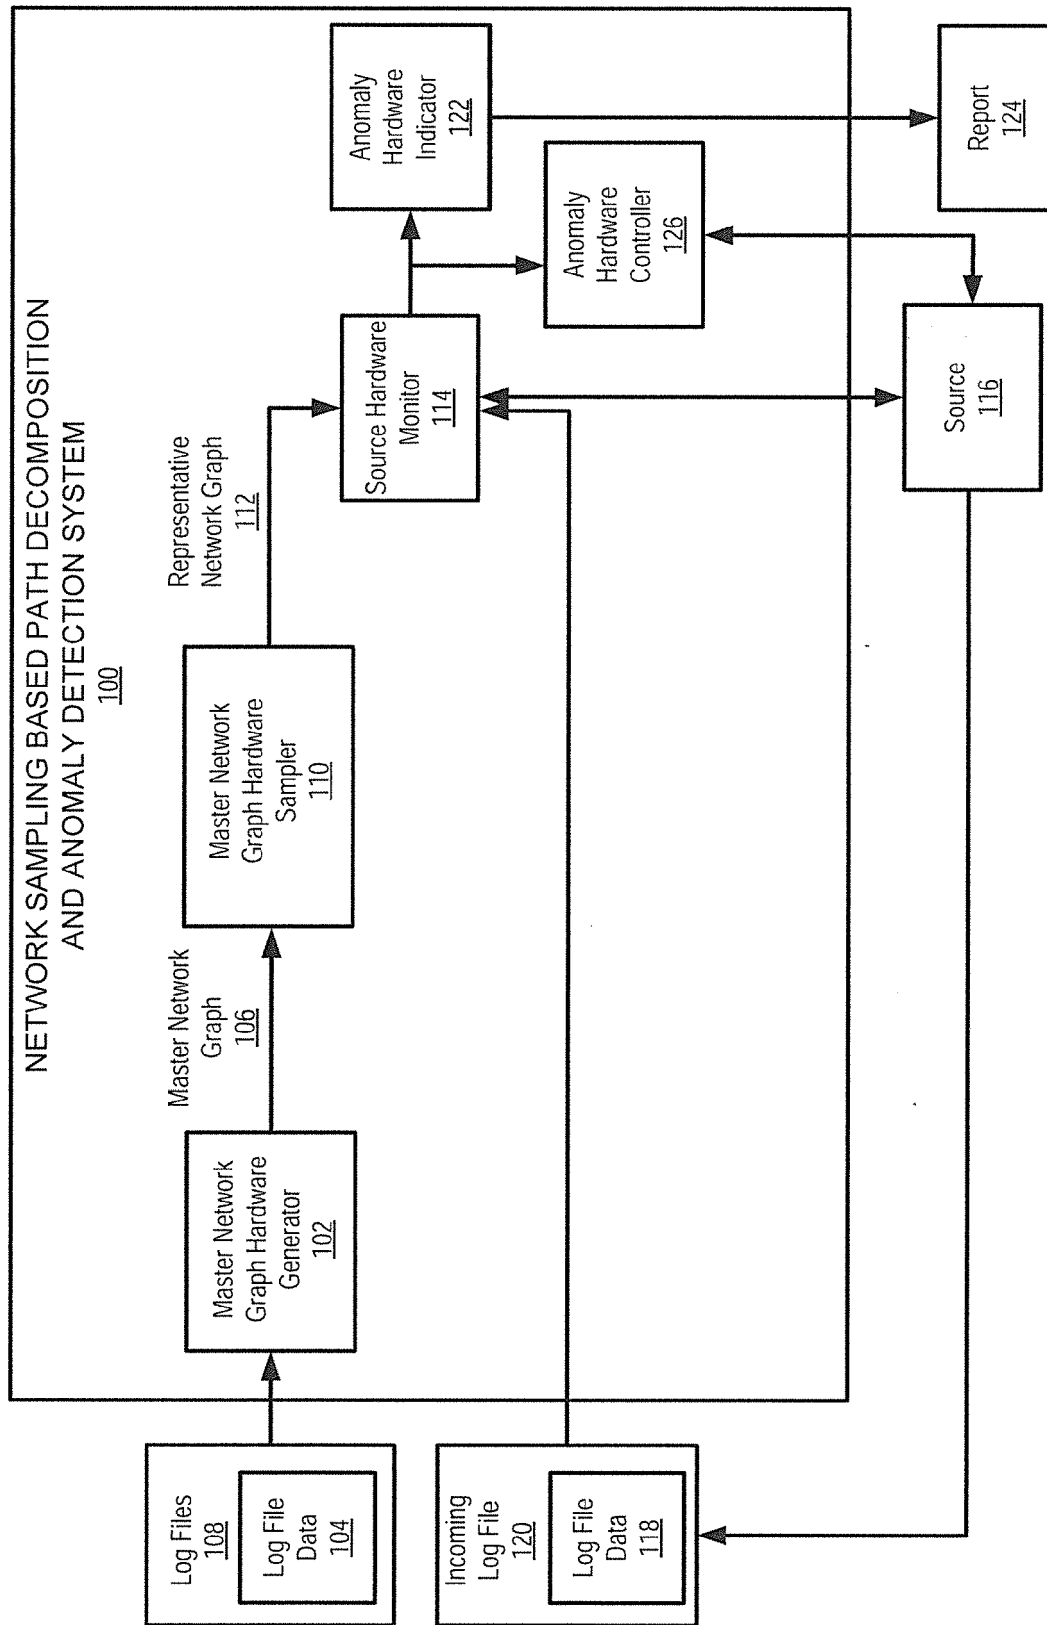 NETWORK SAMPLING BASED PATH DECOMPOSITION
AND ANOMALY DETECTION SYSTEM
100
Log Files
108
Log File
Data
104
Master Network
Graph Hardware
Generator
102
Master Network
Graph
106
Master Network
Graph Hardware
Sampler
110
Representative
Network Graph
112
Source Hardware
Monitor
114
Anomaly
Hardware
Indicator
122
Anomaly
Hardware
Controller
126
Incoming
Log File
120
Log File
Data
118
Source
116
Report
124